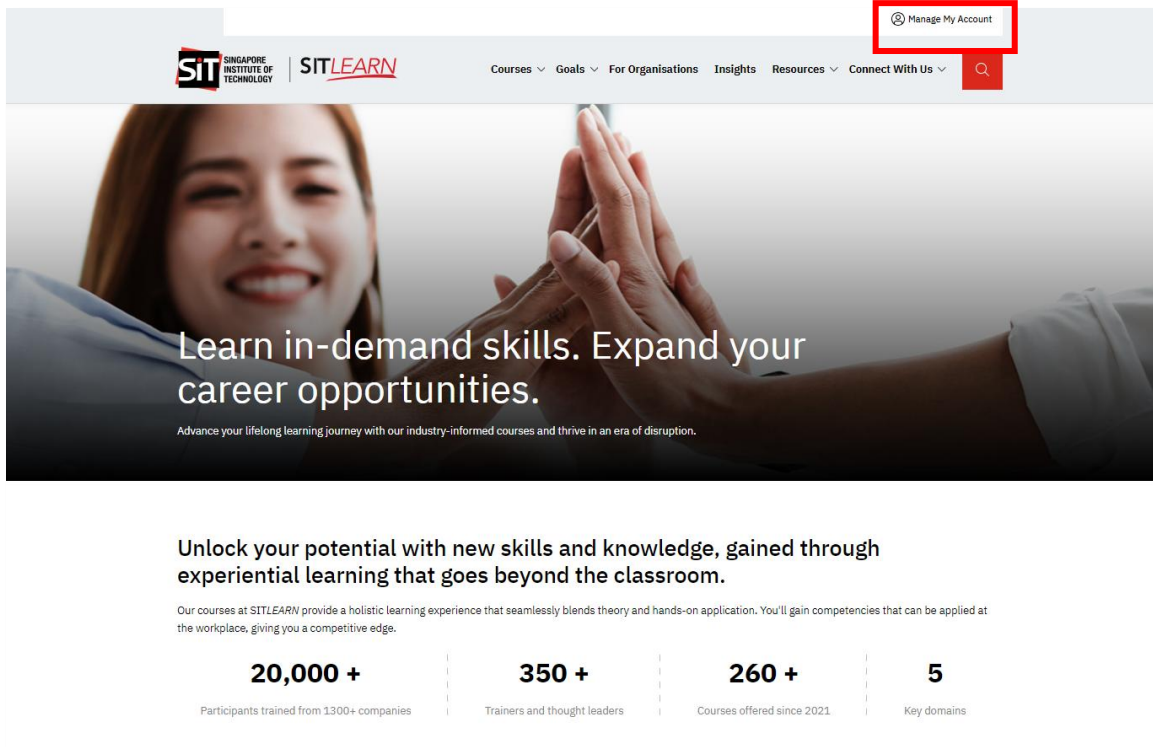 Manage My Account
SiT SINGAPORE INSTITUTE OF TECHNOLOGY
SITLEARN
Courses Goals For Organisations Insights Resources Connect With Us
Learn in-demand skills. Expand your
career opportunities.
Advance your lifelong learning journey with our industry-informed courses and thrive in an era of disruption.
Unlock your potential with new skills and knowledge, gained through
experiential learning that goes beyond the classroom.
Our courses at SITLEARN provide a holistic learning experience that seamlessly blends theory and hands-on application. You'll gain competencies that can be applied at
the workplace, giving you a competitive edge.
20,000 +
Participants trained from 1300+ companies
350 +
Trainers and thought leaders
260 +
Courses offered since 2021
5
Key domains